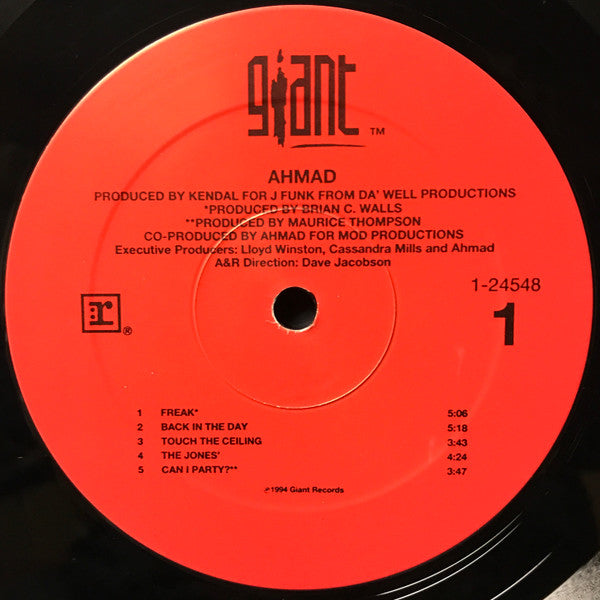 giant ™
AHMAD
PRODUCED BY KENDAL FOR J FUNK FROM DA' WELL PRODUCTIONS
*PRODUCED BY BRIAN C. WALLS
**PRODUCED BY MAURICE THOMPSON
CO-PRODUCED BY AHMAD FOR MOD PRODUCTIONS
Executive Producers: Lloyd Winston, Cassandra Mills and Ahmad
A&R Direction: Dave Jacobson
1-24548
:r ®
1
1 FREAK* 5:06
2 BACK IN THE DAY 5:18
3 TOUCH THE CEILING 3:43
4 THE JONES' 4:24
5 CAN I PARTY?** 3:47
℗1994 Giant Records